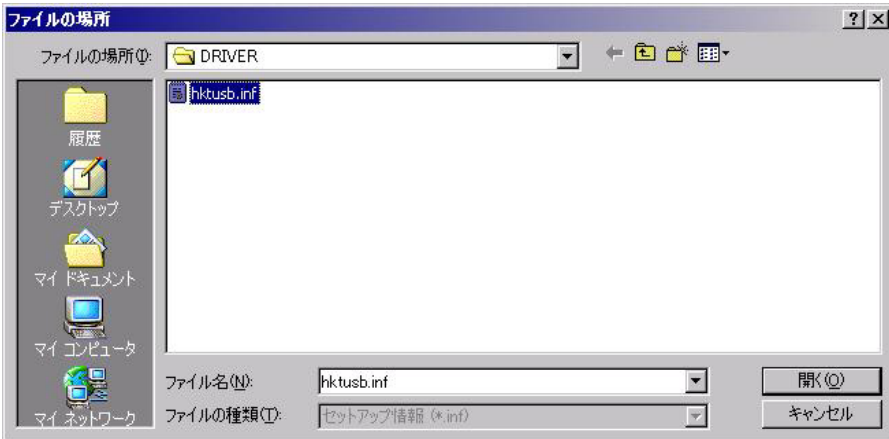 ファイルの場所
ファイルの場所(I):
DRIVER
hktusb.inf
履歴
デスクトップ
マイ ドキュメント
マイ コンピュータ
マイ ネットワーク
ファイル名(N):
hktusb.inf
開く(O)
ファイルの種類(T):
セットアップ情報 (*.inf)
キャンセル